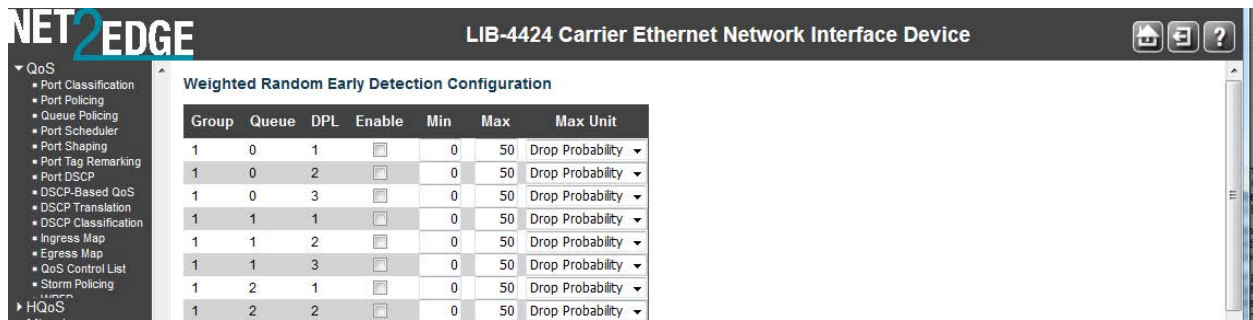 NET2EDGE
LIB-4424 Carrier Ethernet Network Interface Device
?
QoS
Port Classification
Port Policing
Queue Policing
Port Scheduler
Port Shaping
Port Tag Remarking
Port DSCP
DSCP-Based QoS
DSCP Translation
DSCP Classification
Ingress Map
Egress Map
QoS Control List
Storm Policing
WRED
HQoS
Weighted Random Early Detection Configuration
Group Queue DPL Enable Min Max Max Unit
1 0 1 0 50 Drop Probability
1 0 2 0 50 Drop Probability
1 0 3 0 50 Drop Probability
1 1 1 0 50 Drop Probability
1 1 2 0 50 Drop Probability
1 1 3 0 50 Drop Probability
1 2 1 0 50 Drop Probability
1 2 2 0 50 Drop Probability